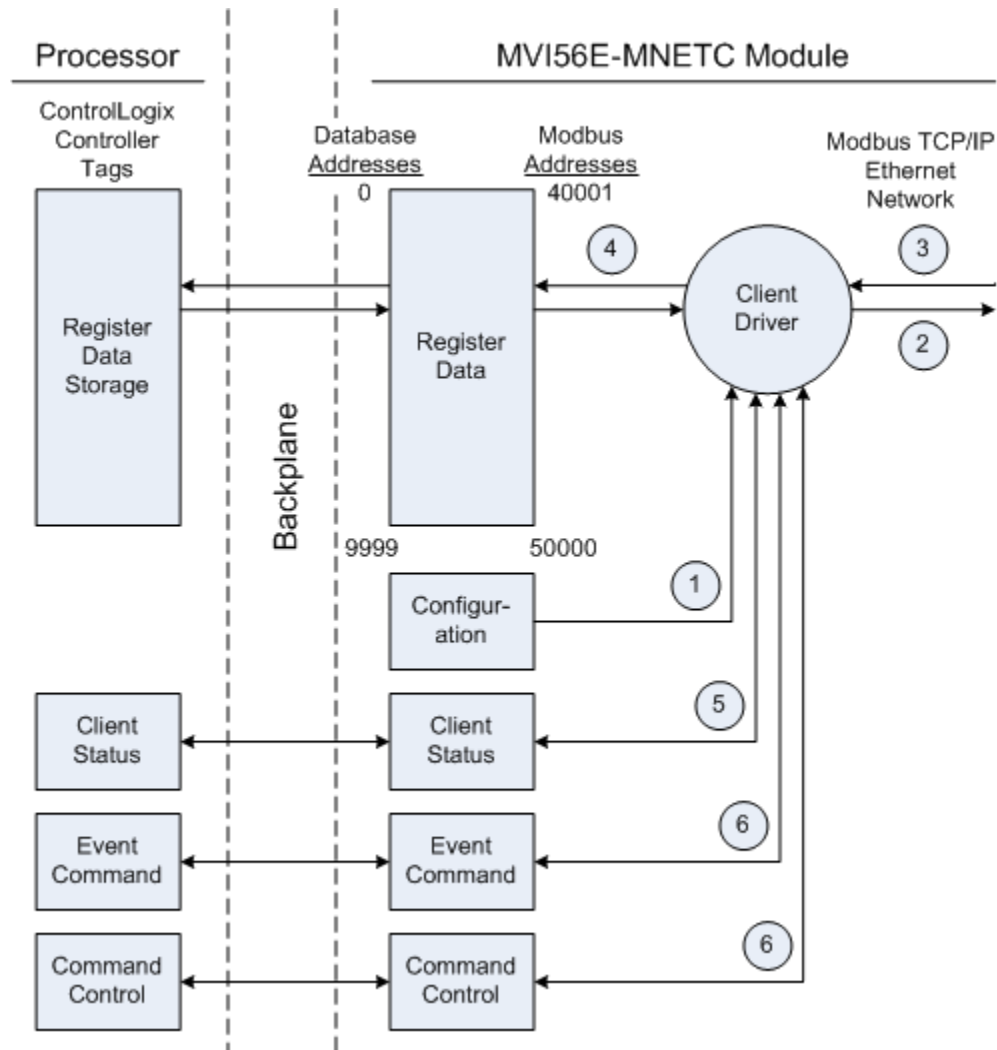 Processor
MVI56E-MNETC Module
ControlLogix
Controller
Tags
Database
Addresses
0
Modbus
Addresses
40001
Modbus TCP/IP
Ethernet
Network
4
3
2
Client
Driver
Register
Data
Storage
Register
Data
Backplane
9999
50000
1
Configur-
ation
5
Client
Status
Client
Status
6
Event
Command
Event
Command
6
Command
Control
Command
Control